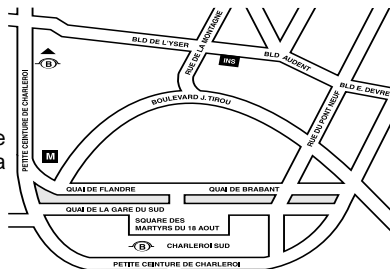 BLD DE L'YSER
RUE DE LA MONTAGNE
INS
BLD AUDENT
BLD E. DEVRE
PETITE CEINTURE DE CHARLEROI
B
BOULEVARD J. TIROU
RUE DU PONT NEUF
M
e
a
QUAI DE FLANDRE
QUAI DE BRABANT
QUAI DE LA GARE DU SUD
SQUARE DES
MARTYRS DU 18 AOUT
B
CHARLEROI SUD
PETITE CEINTURE DE CHARLEROI